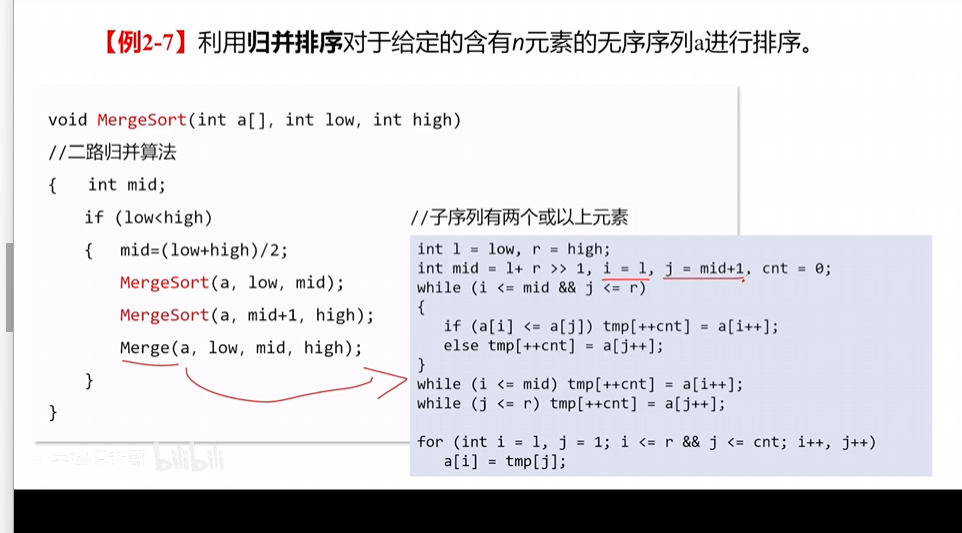 【例2-7】利用归并排序对于给定的含有n元素的无序序列a进行排序。
void MergeSort(int a[], int low, int high)
//二路归并算法
{   int mid;
if (low<high)    //子序列有两个或以上元素
{   mid=(low+high)/2;
MergeSort(a, low, mid);
MergeSort(a, mid+1, high);
Merge(a, low, mid, high);
}
}
int l = low, r = high;
int mid = l+ r >> 1, i = l, j = mid+1, cnt = 0;
while (i <= mid && j <= r)
{
if (a[i] <= a[j]) tmp[++cnt] = a[i++];
else tmp[++cnt] = a[j++];
}
while (i <= mid) tmp[++cnt] = a[i++];
while (j <= r) tmp[++cnt] = a[j++];
for (int i = l, j = 1; i <= r && j <= cnt; i++, j++)
a[i] = tmp[j];
bilibili